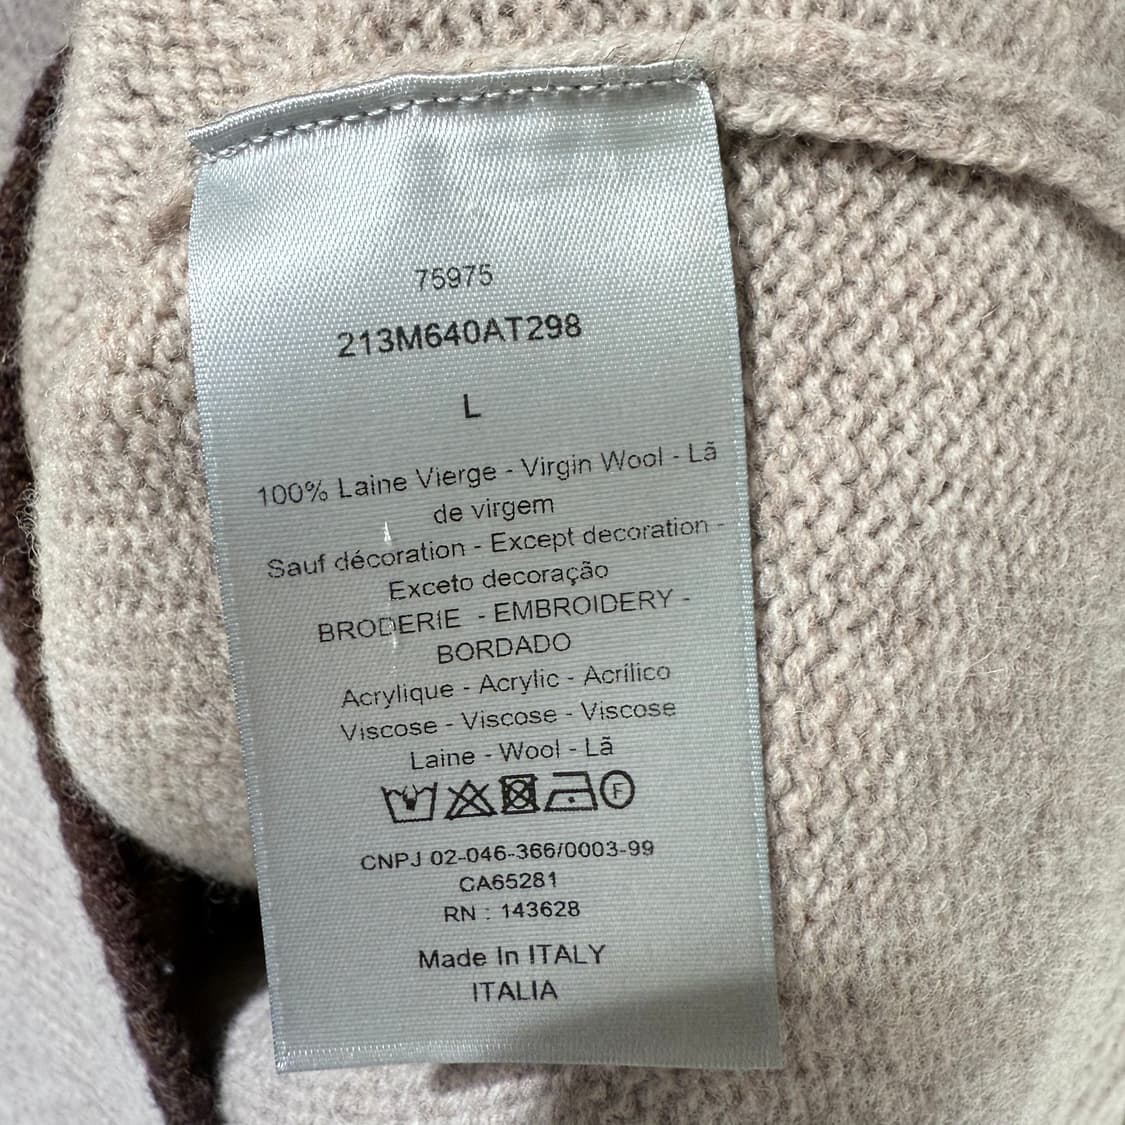 75975
213M640AT298
L
100% Laine Vierge - Virgin Wool - Lã
de virgem
Sauf décoration - Except decoration -
Exceto decoração
BRODERIE - EMBROIDERY -
BORDADO
Acrylique - Acrylic - Acrílico
Viscose - Viscose - Viscose
Laine - Wool - Lã
F
CNPJ 02-046-366/0003-99
CA65281
RN : 143628
Made In ITALY
ITALIA